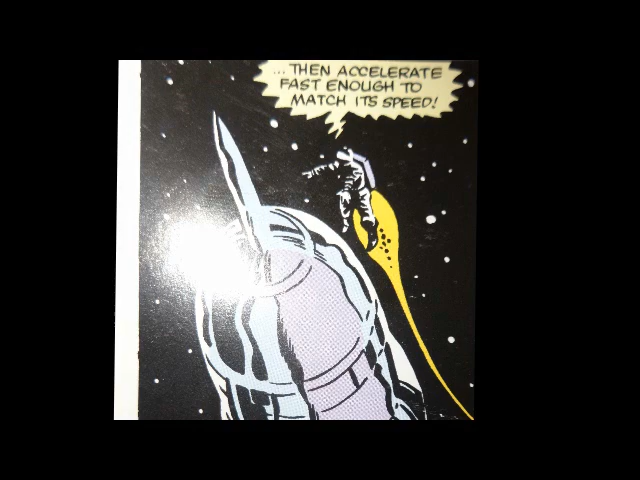 ...THEN ACCELERATE
FAST ENOUGH TO
MATCH ITS SPEED!